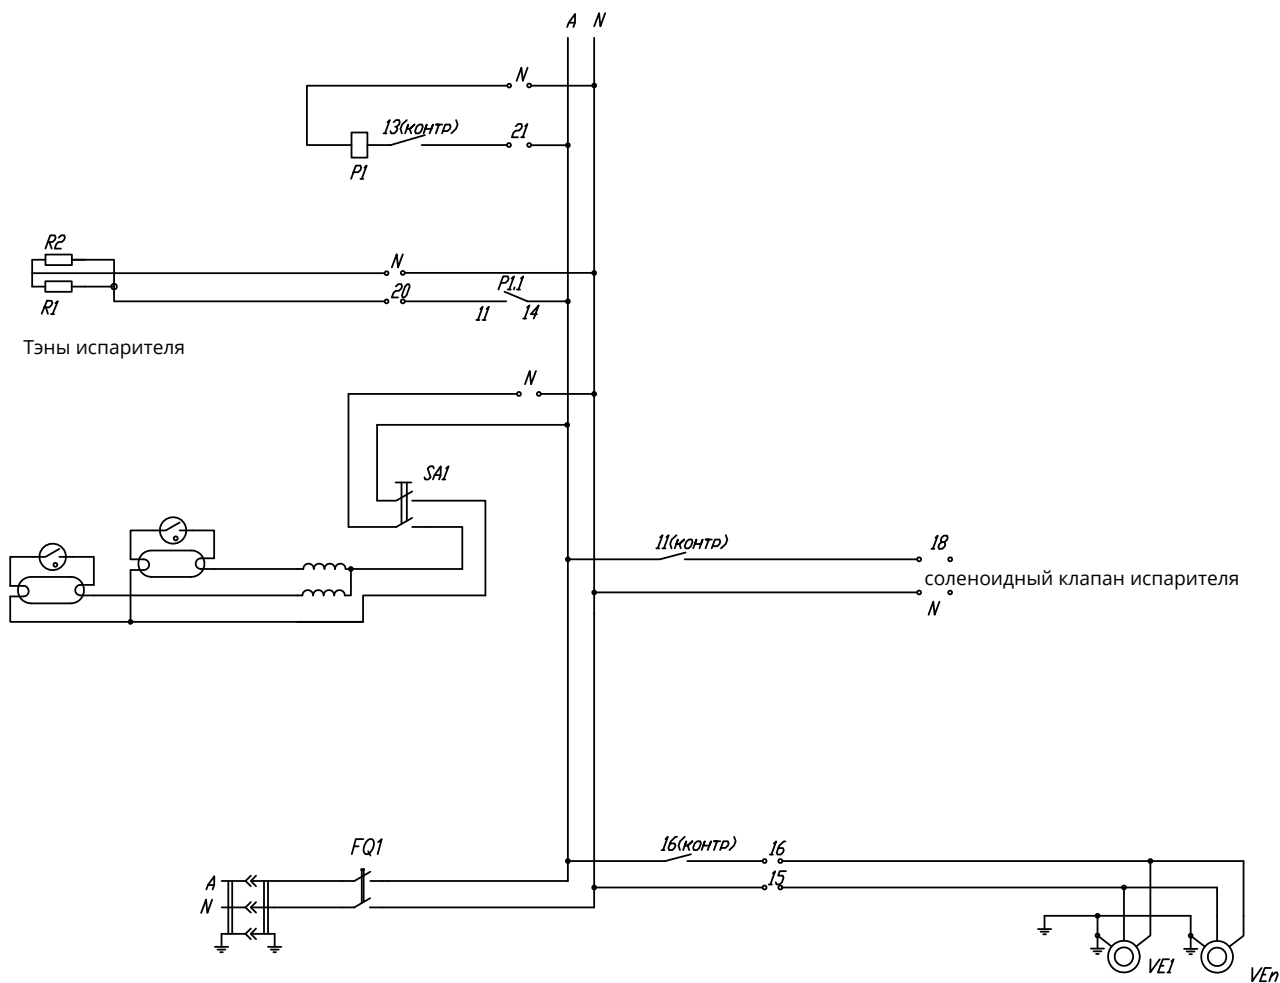 A N
N
13(контр)
21
P1
R2
N
P1.1
20
R1
11
14
Тэны испарителя
N
SA1
11(контр)
18
соленоидный клапан испарителя
N
FQ1
16(контр)
16
A
15
N
VE1
VEn